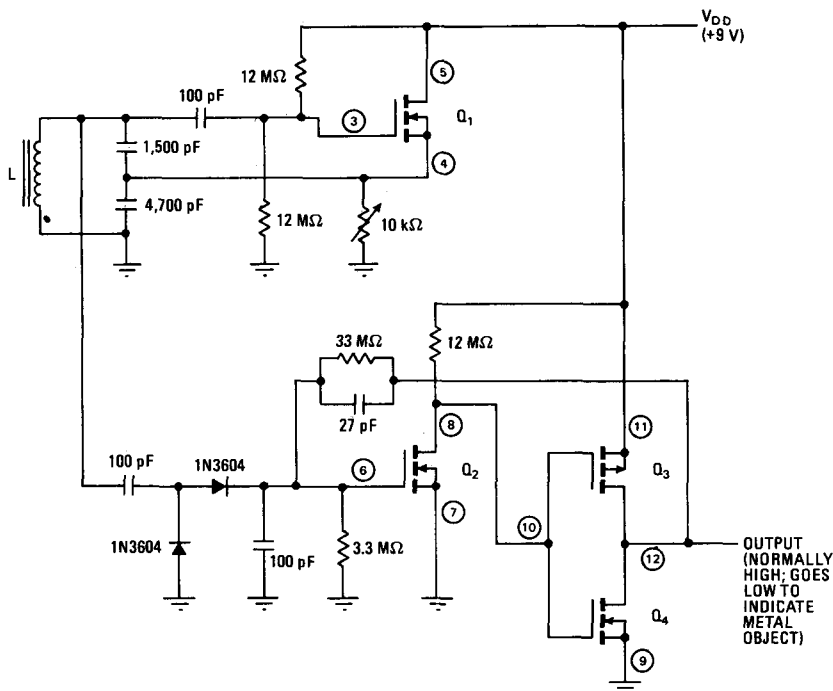 V_DD
(+9 V)
12 MΩ
5
100 pF
3
Q1
1,500 pF
4
L
4,700 pF
12 MΩ
10 kΩ
33 MΩ
12 MΩ
27 pF
8
11
100 pF
1N3604
6
Q2
Q3
7
10
1N3604
100 pF
3.3 MΩ
12
OUTPUT
(NORMALLY
HIGH; GOES
LOW TO
INDICATE
METAL
OBJECT)
Q4
9